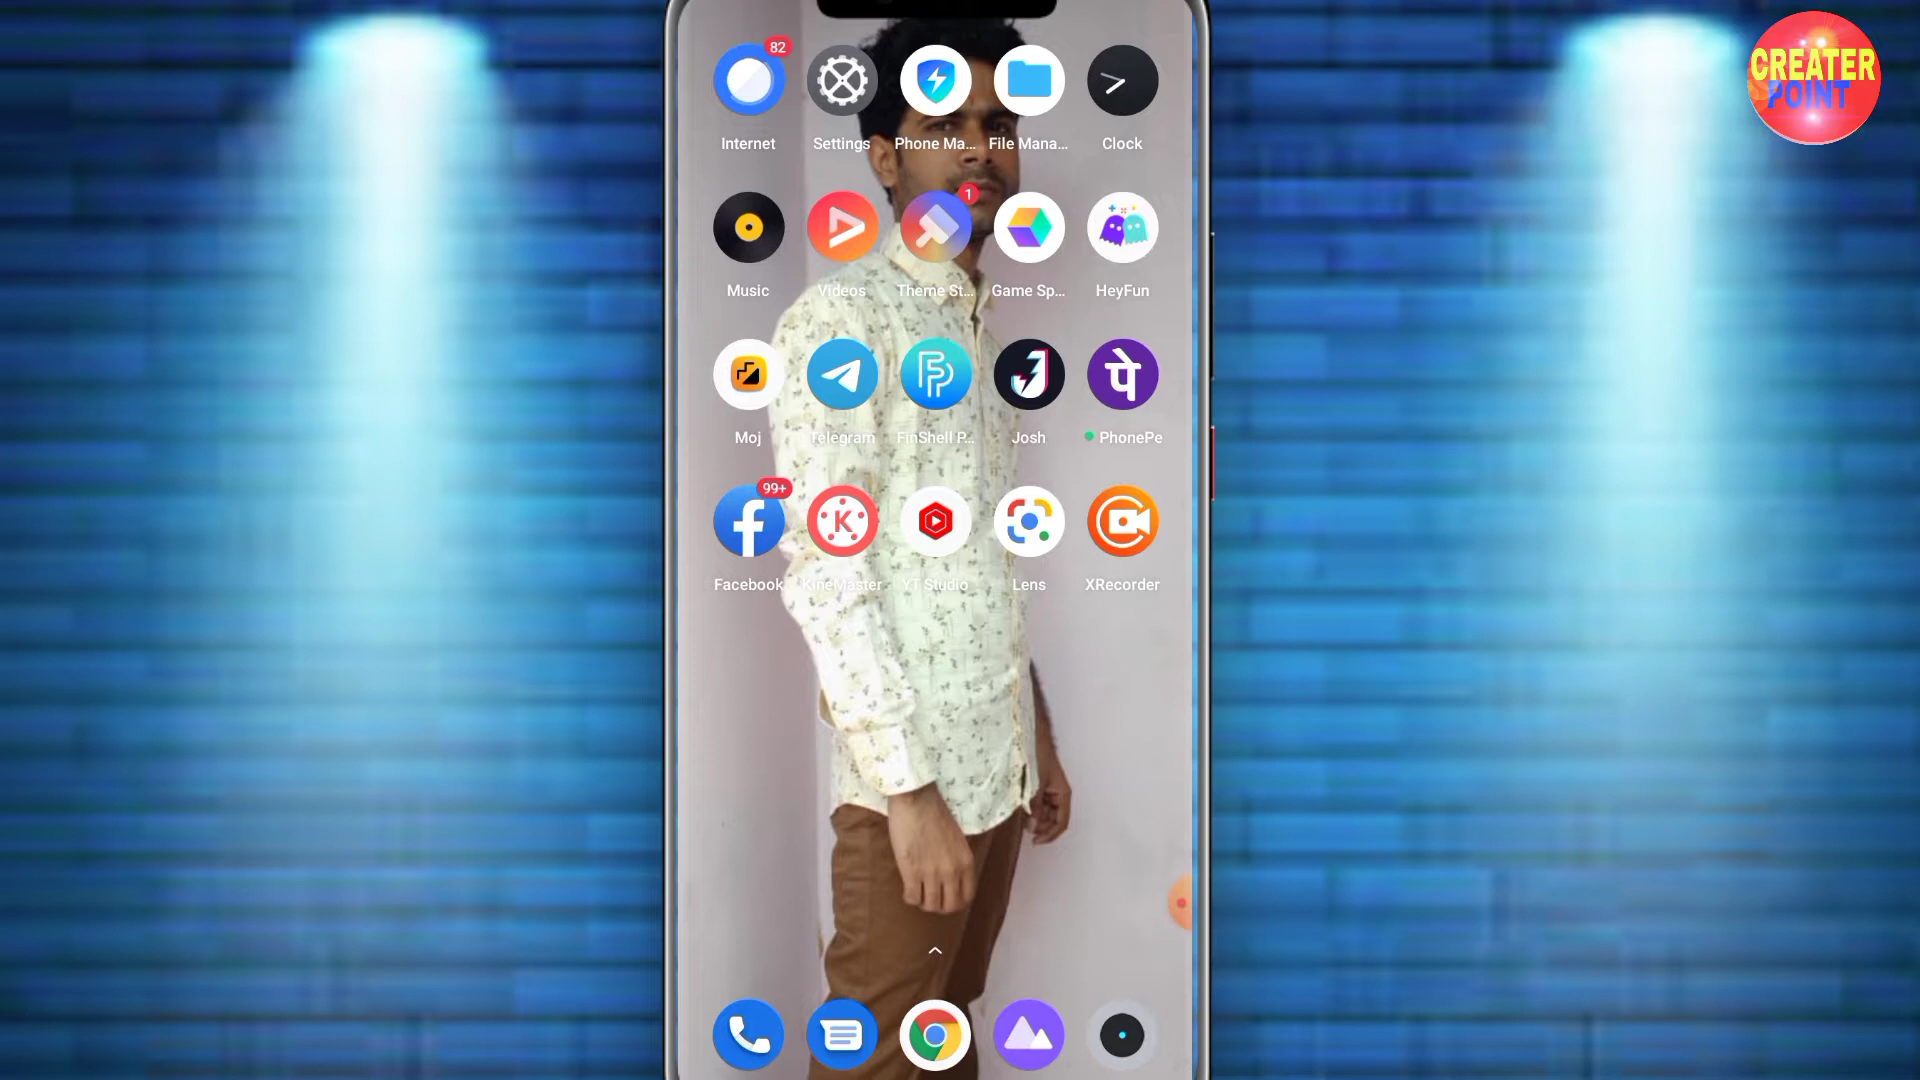 CREATER
POINT
82
Internet
Settings
Phone Ma...
File Mana...
Clock
1
Music
Videos
Theme St...
Game Sp...
HeyFun
पे
Moj
Telegram
FinShell P...
Josh
PhonePe
99+
K
Facebook
KineMaster
YT Studio
Lens
XRecorder